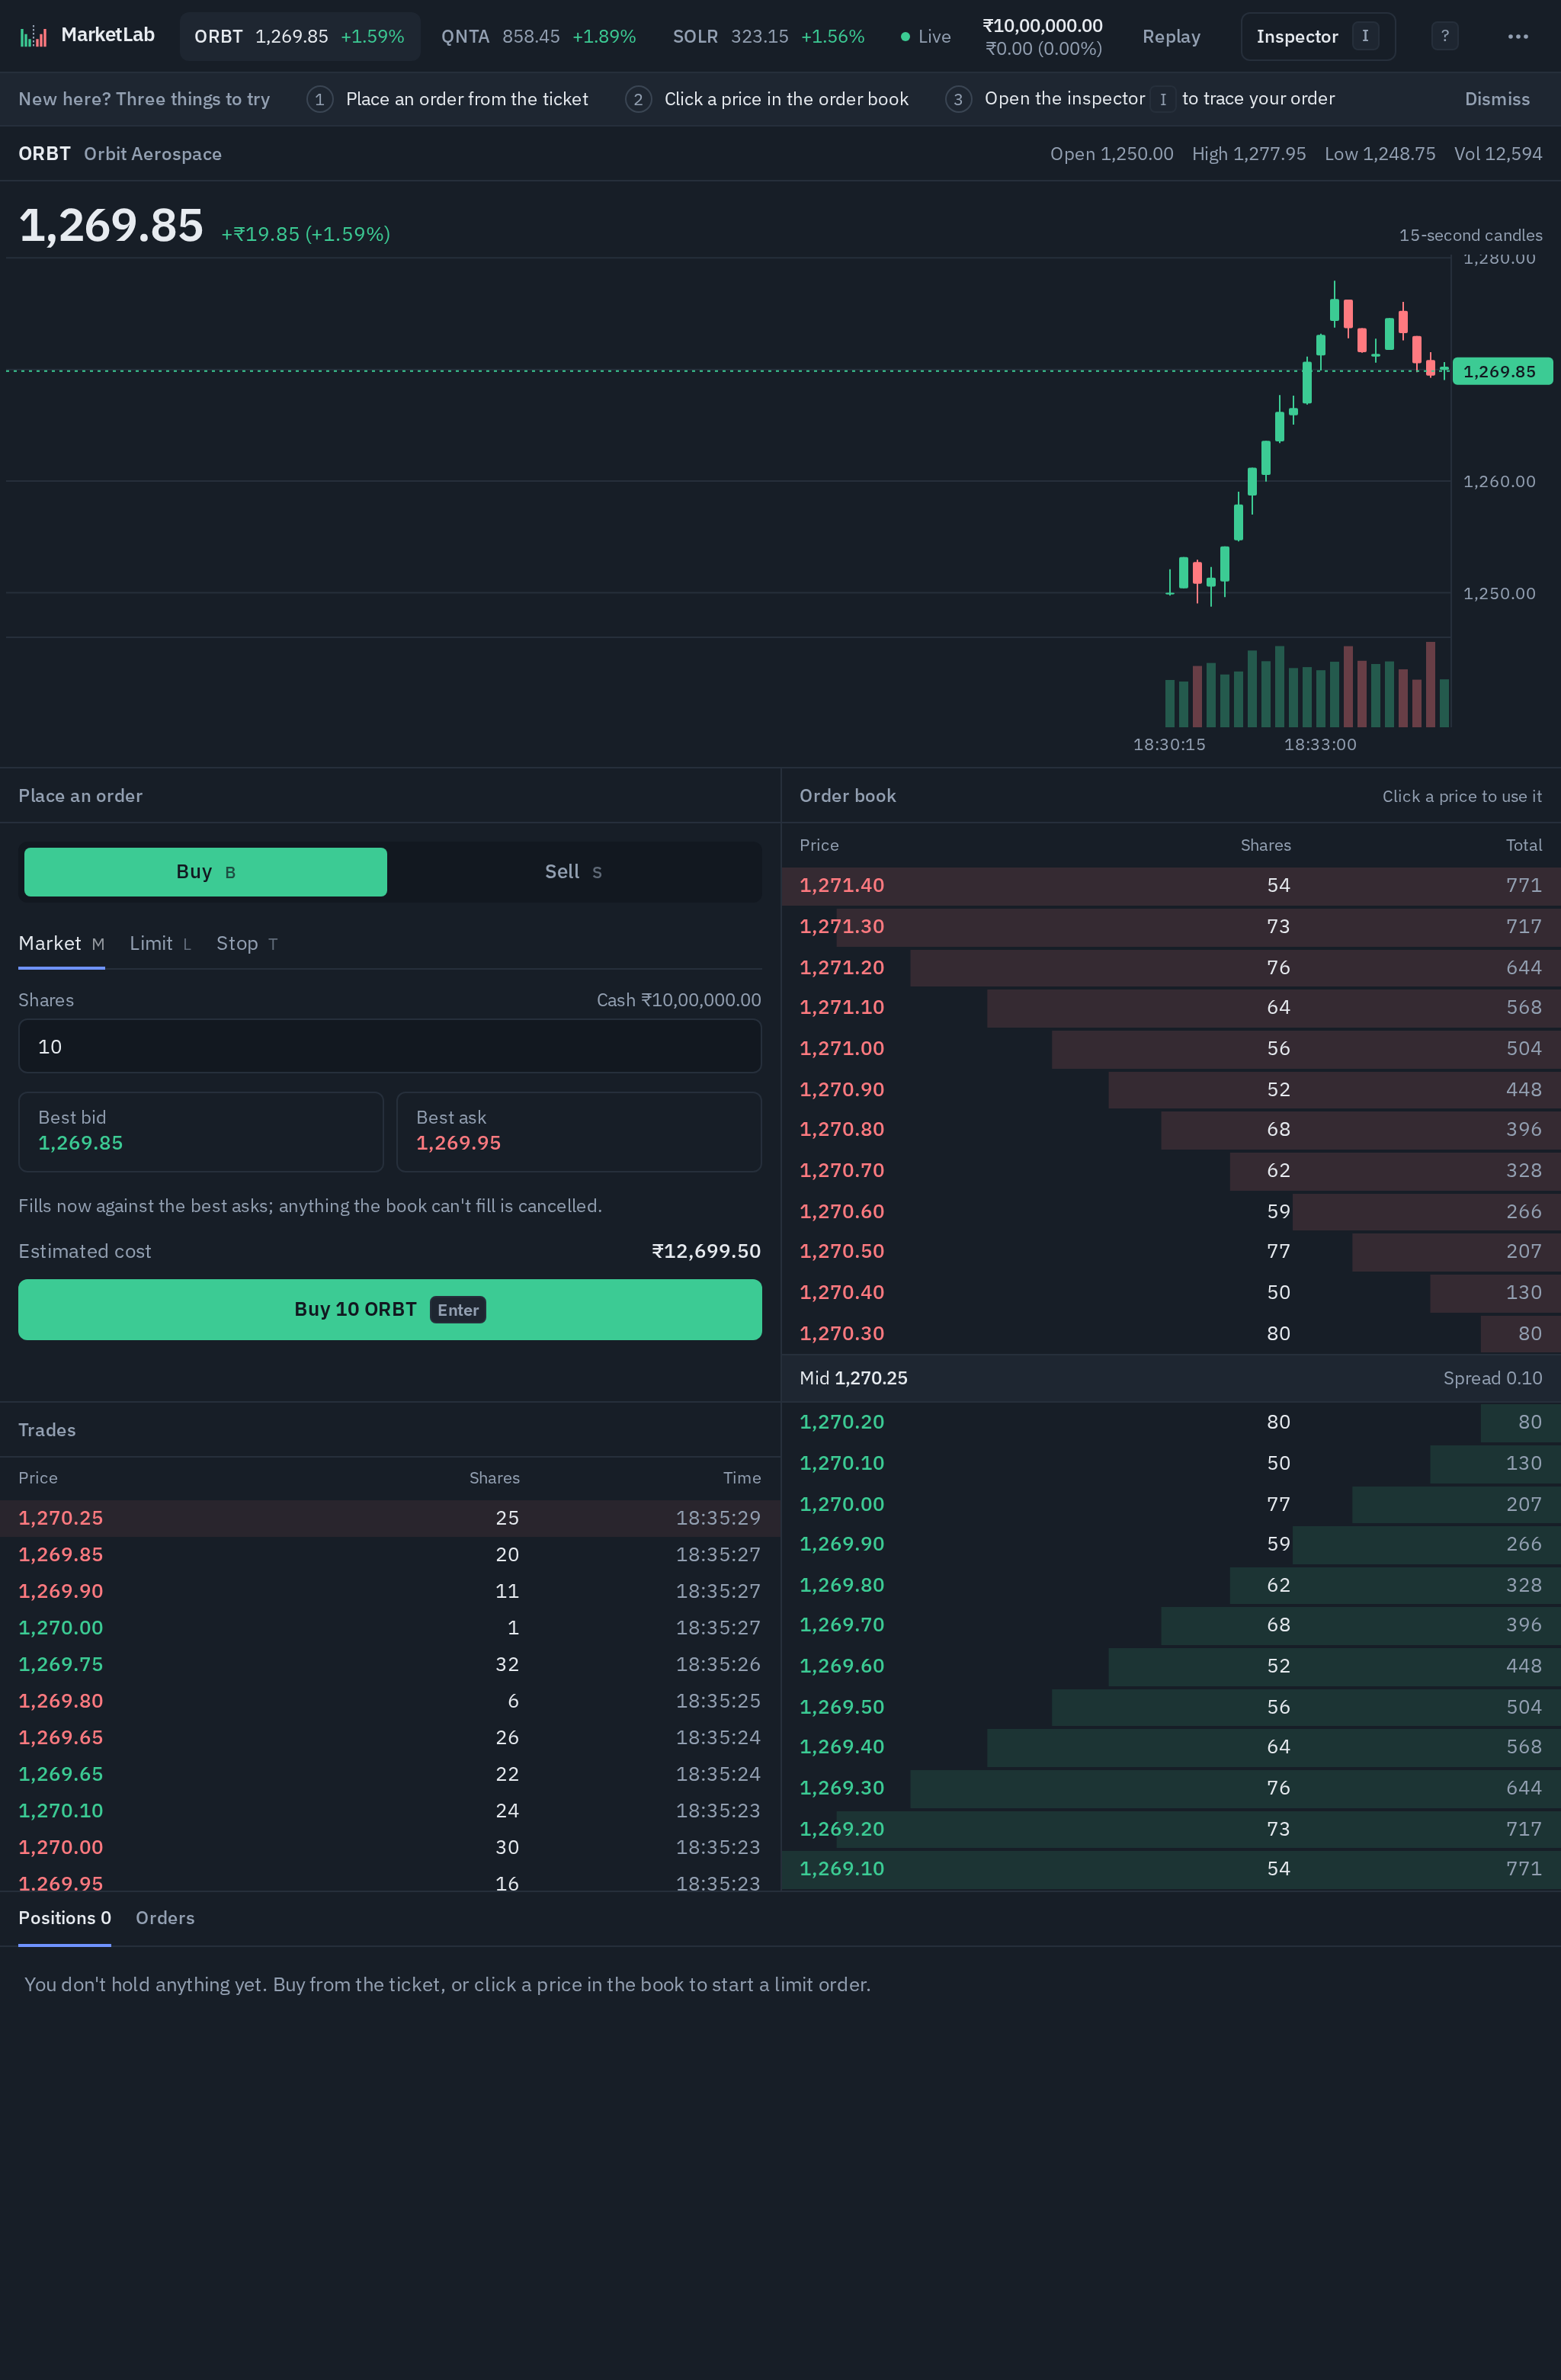 MarketLab ORBT 1,269.85 +1.59% QNTA 858.45 +1.89% SOLR 323.15 +1.56% Live ₹10,00,000.00 ₹0.00 (0.00%) Replay Inspector I ? •••
New here? Three things to try 1 Place an order from the ticket 2 Click a price in the order book 3 Open the inspector I to trace your order Dismiss
ORBT Orbit Aerospace Open 1,250.00 High 1,277.95 Low 1,248.75 Vol 12,594
1,269.85 +₹19.85 (+1.59%) 15-second candles
1,280.00
1,269.85
1,260.00
1,250.00
18:30:15 18:33:00
Place an order
Buy B Sell S
Market M Limit L Stop T
Shares Cash ₹10,00,000.00
10
Best bid Best ask
1,269.85 1,269.95
Fills now against the best asks; anything the book can't fill is cancelled.
Estimated cost ₹12,699.50
Buy 10 ORBT Enter
Trades
Price Shares Time
1,270.25 25 18:35:29
1,269.85 20 18:35:27
1,269.90 11 18:35:27
1,270.00 1 18:35:27
1,269.75 32 18:35:26
1,269.80 6 18:35:25
1,269.65 26 18:35:24
1,269.65 22 18:35:24
1,270.10 24 18:35:23
1,270.00 30 18:35:23
1,269.95 16 18:35:23
Order book Click a price to use it
Price Shares Total
1,271.40 54 771
1,271.30 73 717
1,271.20 76 644
1,271.10 64 568
1,271.00 56 504
1,270.90 52 448
1,270.80 68 396
1,270.70 62 328
1,270.60 59 266
1,270.50 77 207
1,270.40 50 130
1,270.30 80 80
Mid 1,270.25 Spread 0.10
1,270.20 80 80
1,270.10 50 130
1,270.00 77 207
1,269.90 59 266
1,269.80 62 328
1,269.70 68 396
1,269.60 52 448
1,269.50 56 504
1,269.40 64 568
1,269.30 76 644
1,269.20 73 717
1,269.10 54 771
Positions 0 Orders
You don't hold anything yet. Buy from the ticket, or click a price in the book to start a limit order.